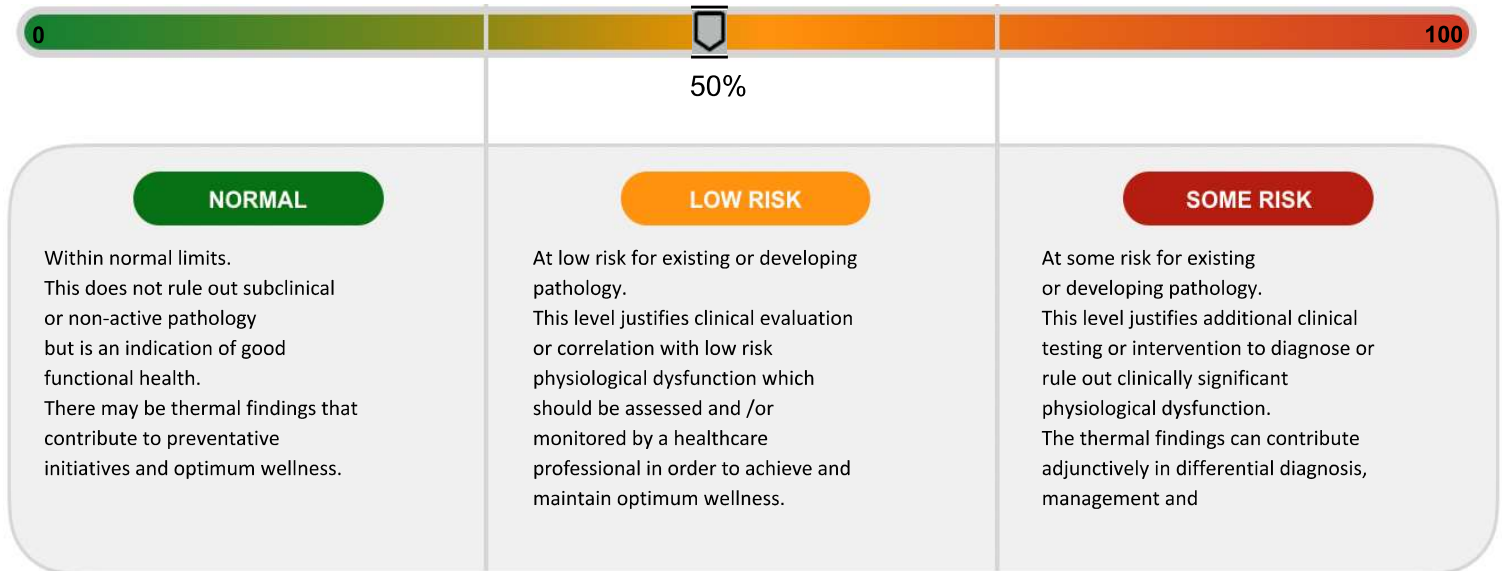 0
100
50%
NORMAL
Within normal limits.
This does not rule out subclinical
or non-active pathology
but is an indication of good
functional health.
There may be thermal findings that
contribute to preventative
initiatives and optimum wellness.
LOW RISK
At low risk for existing or developing
pathology.
This level justifies clinical evaluation
or correlation with low risk
physiological dysfunction which
should be assessed and /or
monitored by a healthcare
professional in order to achieve and
maintain optimum wellness.
SOME RISK
At some risk for existing
or developing pathology.
This level justifies additional clinical
testing or intervention to diagnose or
rule out clinically significant
physiological dysfunction.
The thermal findings can contribute
adjunctively in differential diagnosis,
management and